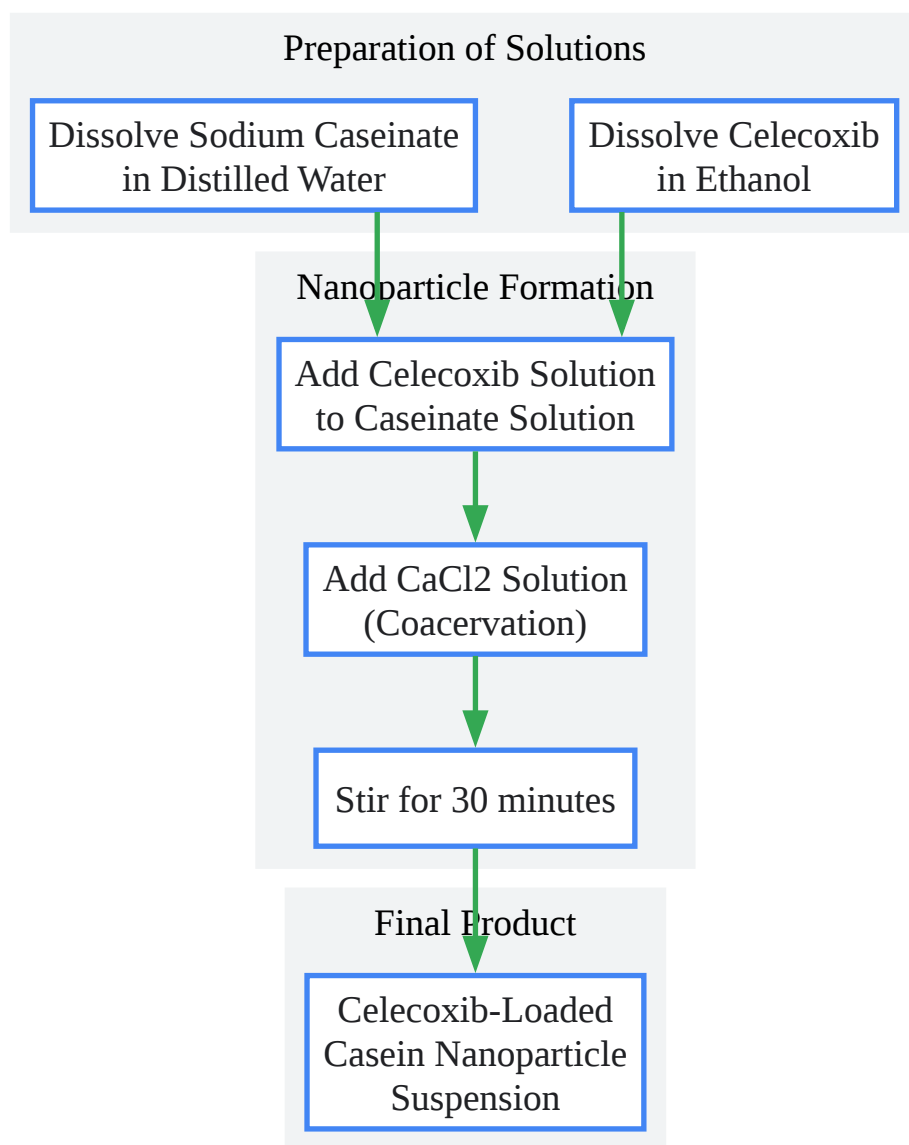 Preparation of Solutions
Dissolve Sodium Caseinate
in Distilled Water
Dissolve Celecoxib
in Ethanol
Nanoparticle Formation
Add Celecoxib Solution
to Caseinate Solution
Add CaCl2 Solution
(Coacervation)
Stir for 30 minutes
Final Product
Celecoxib-Loaded
Casein Nanoparticle
Suspension